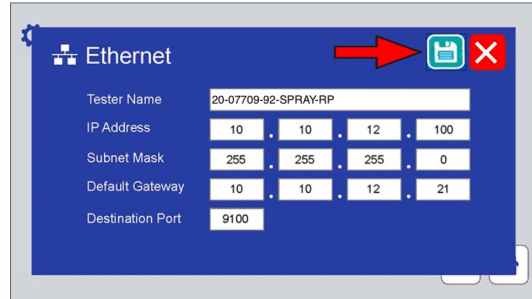 Ethernet
Tester Name 20-07709-92-SPRAY-RP
IP Address 10 . 10 . 12 . 100
Subnet Mask 255 . 255 . 255 . 0
Default Gateway 10 . 10 . 12 . 21
Destination Port 9100